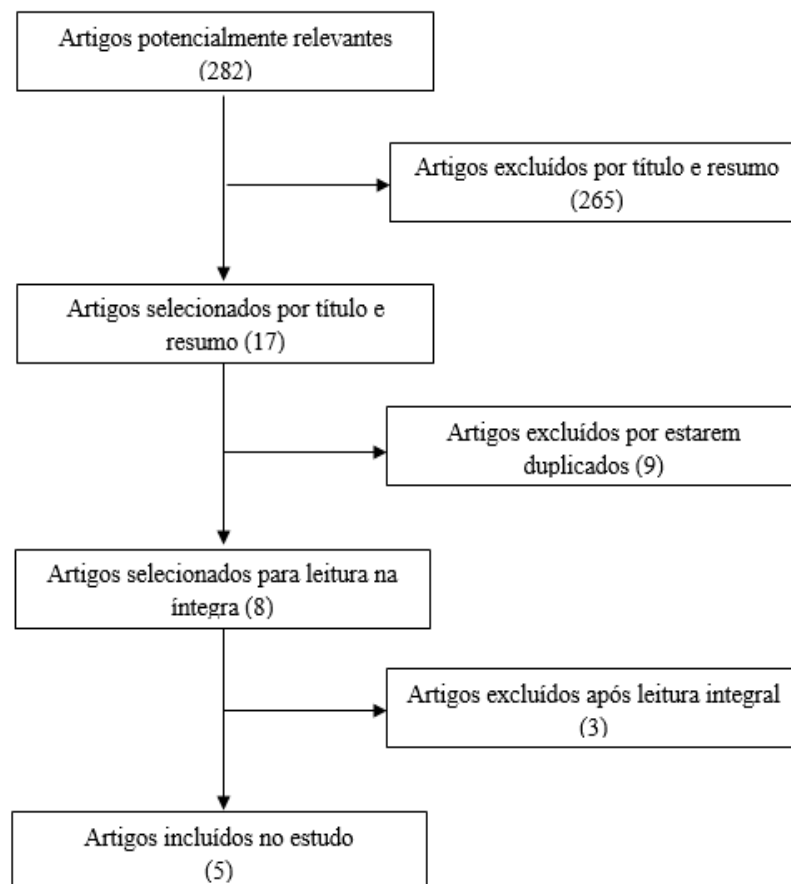 Artigos potencialmente relevantes
(282)
Artigos excluídos por título e resumo
(265)
Artigos selecionados por título e
resumo (17)
Artigos excluídos por estarem
duplicados (9)
Artigos selecionados para leitura na
íntegra (8)
Artigos excluídos após leitura integral
(3)
Artigos incluídos no estudo
(5)